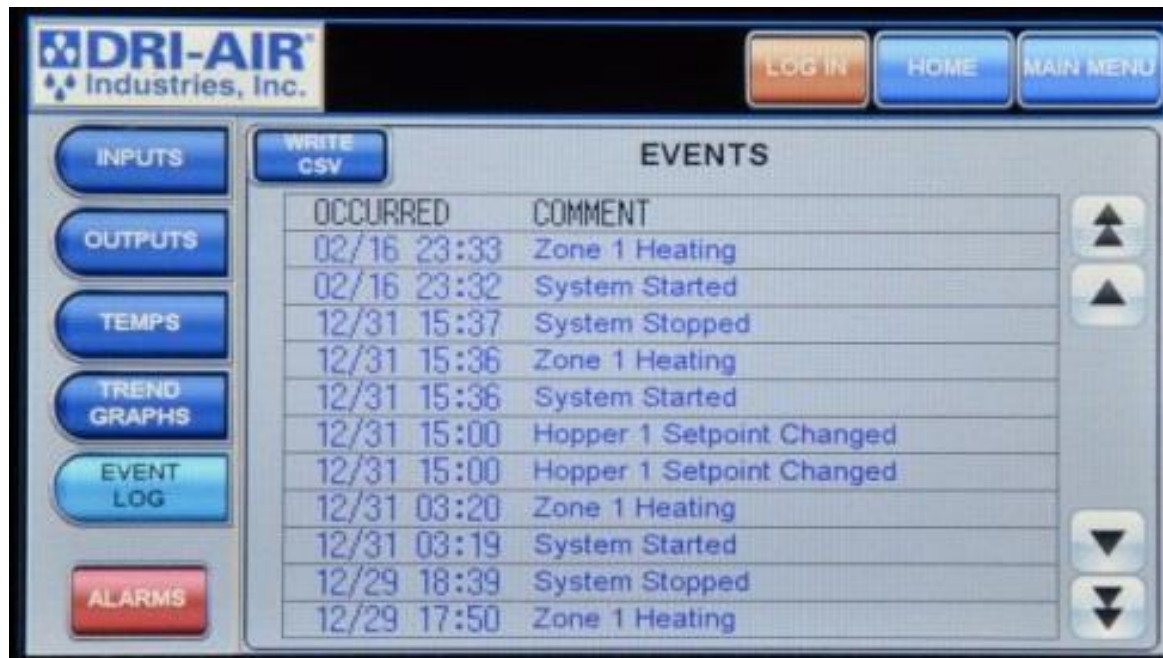 DRI-AIR®
Industries, Inc.
LOG IN
HOME
MAIN MENU
INPUTS
OUTPUTS
TEMPS
TREND
GRAPHS
EVENT
LOG
ALARMS
WRITE
CSV
EVENTS
OCCURRED COMMENT
02/16 23:33 Zone 1 Heating
02/16 23:32 System Started
12/31 15:37 System Stopped
12/31 15:36 Zone 1 Heating
12/31 15:36 System Started
12/31 15:00 Hopper 1 Setpoint Changed
12/31 15:00 Hopper 1 Setpoint Changed
12/31 03:20 Zone 1 Heating
12/31 03:19 System Started
12/29 18:39 System Stopped
12/29 17:50 Zone 1 Heating